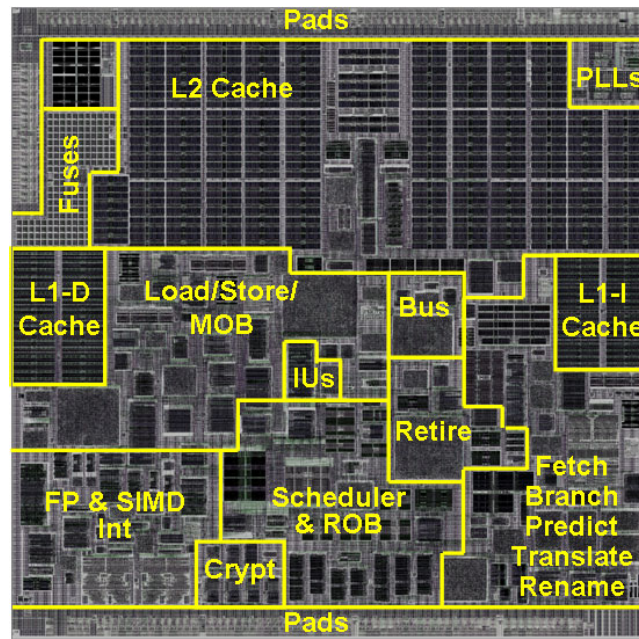 Pads
L2 Cache
PLLs
Fuses
L1-D
Cache
Load/Store/
MOB
Bus
L1-I
Cache
IUs
Retire
FP & SIMD
Int
Scheduler
& ROB
Fetch
Branch
Predict
Translate
Rename
Crypt
Pads